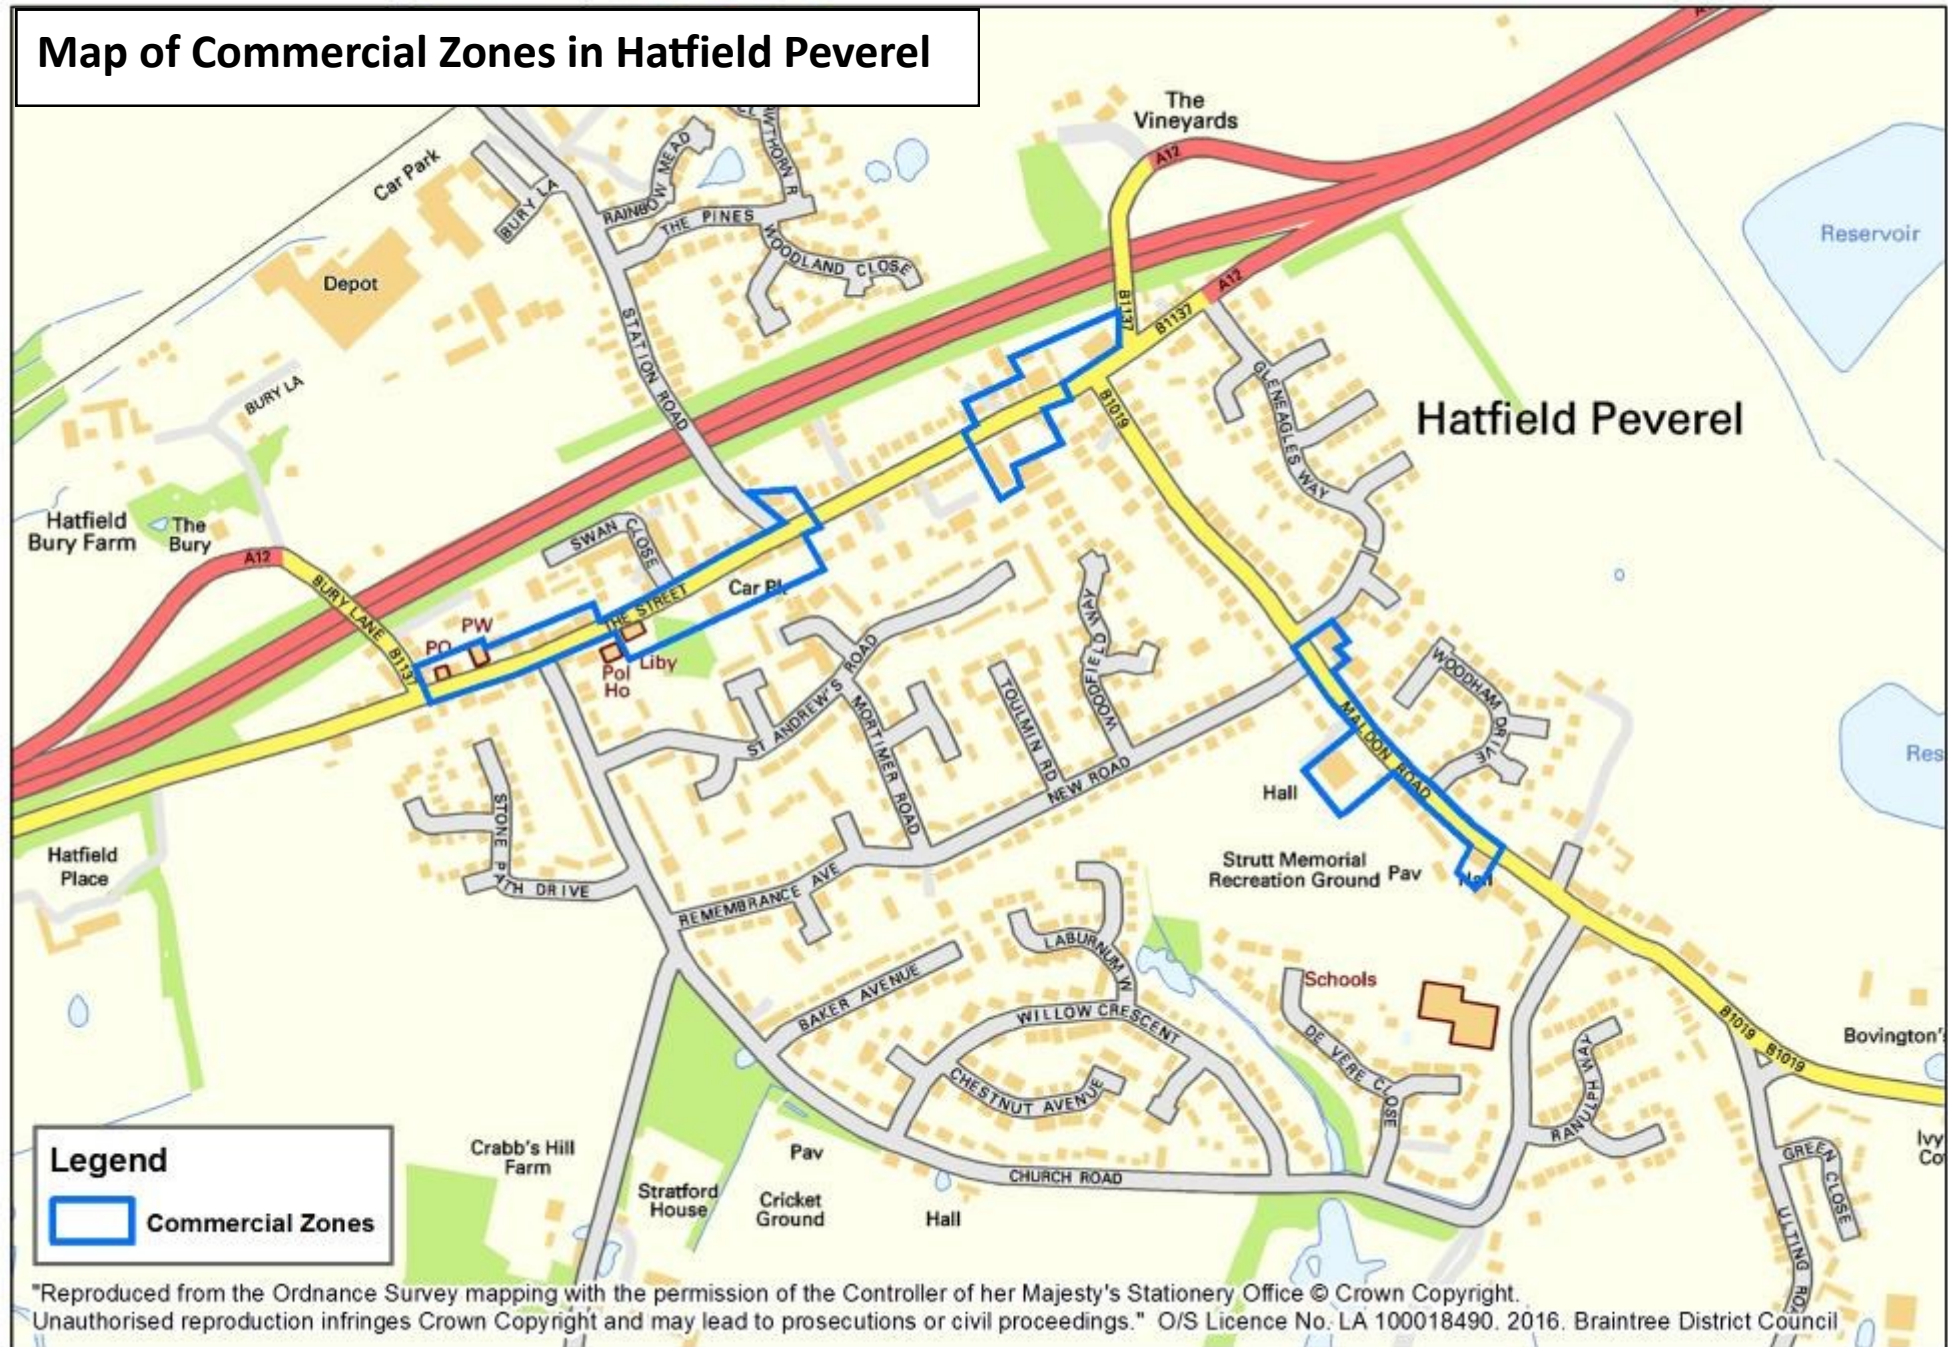 Map of Commercial Zones in Hatfield Peverel
The
Vineyards
A12
Car Park
BURY LA
RAINBOW MEAD
THE PINES
WOODLAND CLOSE
Reservoir
Depot
STATION ROAD
A12
B1137
B1137
BURY LA
GLENEAGLES WAY
B1019
Hatfield Peverel
Hatfield
Bury Farm
The
Bury
A12
BURY LANE
B1137
SWAN CLOSE
Car Pk
THE STREET
PO
PW
Pol
Ho
Liby
ST ANDREW'S ROAD
MORTIMER ROAD
TOULMIN RD
WOODFIELD WAY
NEW ROAD
MALDON ROAD
WOODHAM DRIVE
Res
Hall
Hatfield
Place
STONE PATH DRIVE
REMEMBRANCE AVE
Strutt Memorial
Recreation Ground
Pav
Hall
LABURNUM W
BAKER AVENUE
WILLOW CRESCENT
CHESTNUT AVENUE
Schools
DE VERE CLOSE
RANULPH WAY
B1019
B1019
Bovington's
Crabb's Hill
Farm
Stratford
House
Pav
Cricket
Ground
Hall
CHURCH ROAD
GREEN CLOSE
ULTING RO
Ivy
Co
Legend
Commercial Zones
"Reproduced from the Ordnance Survey mapping with the permission of the Controller of her Majesty's Stationery Office © Crown Copyright.
Unauthorised reproduction infringes Crown Copyright and may lead to prosecutions or civil proceedings." O/S Licence No. LA 100018490. 2016. Braintree District Council